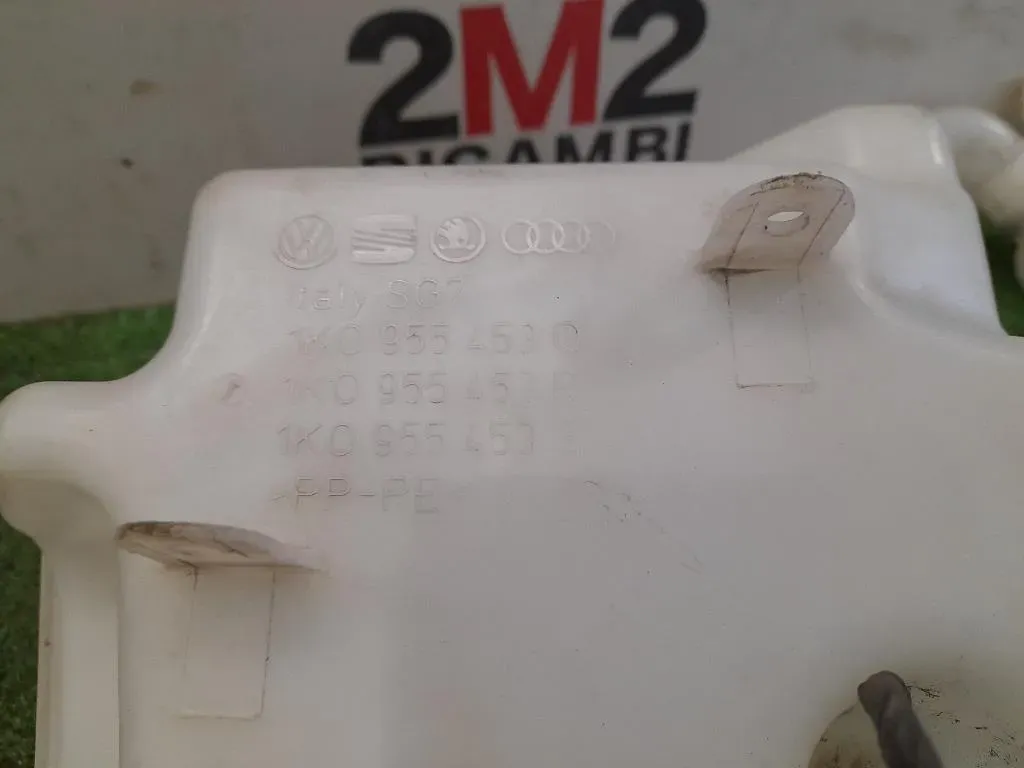 2M2
RICAMBI
Italy SG7
1K0 955 453
1K0 955 453
1K0 955 453
>PP-PE